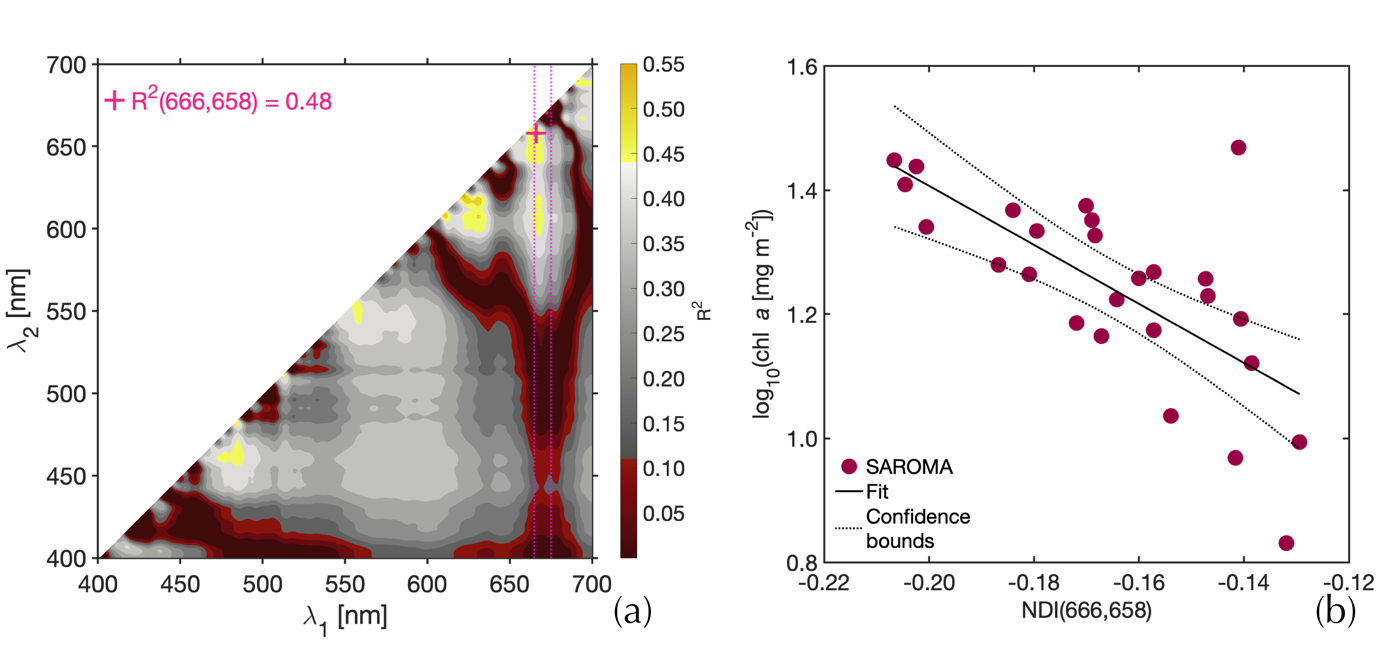 700
650
600
550
500
450
400
λ₂ [nm]
R²(666,658) = 0.48
400 450 500 550 600 650 700
λ₁ [nm]
0.55
0.50
0.45
0.40
0.35
0.30
0.25
0.20
0.15
0.10
0.05
R²
(a)
1.6
1.4
1.2
1.0
0.8
log₁₀(chl a [mg m⁻²])
SAROMA
Fit
Confidence
bounds
-0.22 -0.20 -0.18 -0.16 -0.14 -0.12
NDI(666,658)
(b)